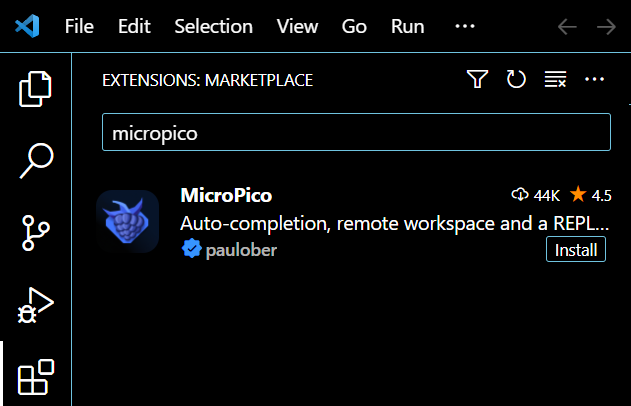 File Edit Selection View Go Run ...
EXTENSIONS: MARKETPLACE
micropico
MicroPico 44K 4.5
Auto-completion, remote workspace and a REPL...
paulober Install